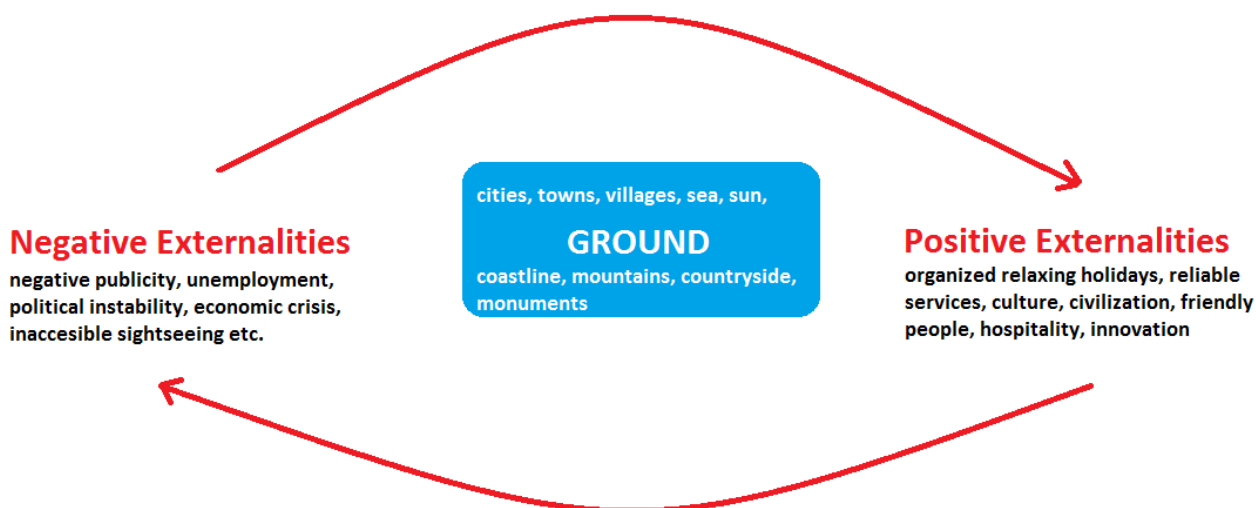 cities, towns, villages, sea, sun,
GROUND
coastline, mountains, countryside,
monuments
Negative Externalities
negative publicity, unemployment,
political instability, economic crisis,
inaccesible sightseeing etc.
Positive Externalities
organized relaxing holidays, reliable
services, culture, civilization, friendly
people, hospitality, innovation